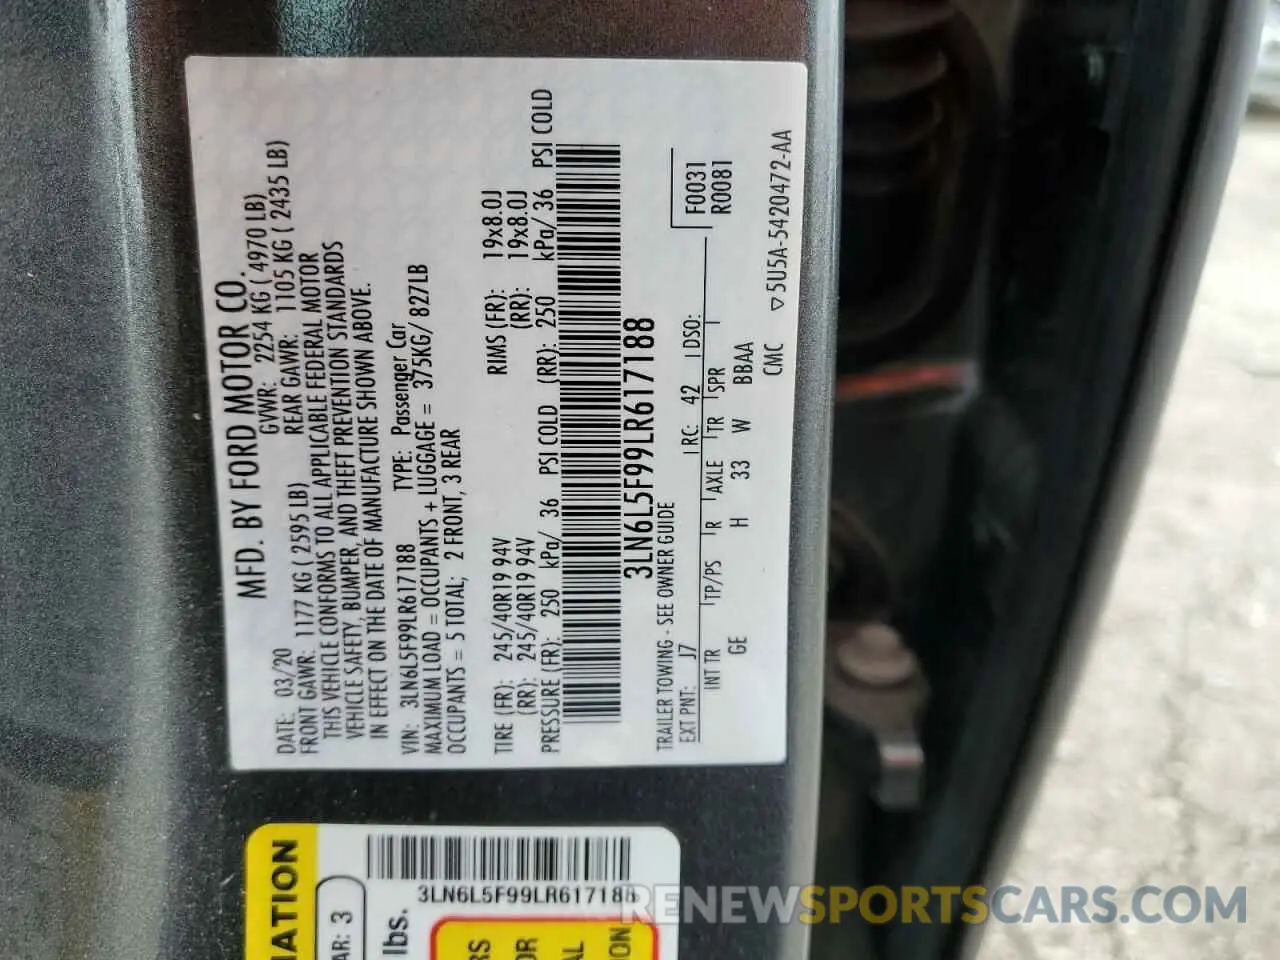 MFD. BY FORD MOTOR CO.
DATE: 03/20 GVWR: 2254 KG ( 4970 LB)
FRONT GAWR: 1177 KG ( 2595 LB) REAR GAWR: 1105 KG ( 2435 LB)
THIS VEHICLE CONFORMS TO ALL APPLICABLE FEDERAL MOTOR
VEHICLE SAFETY, BUMPER, AND THEFT PREVENTION STANDARDS
IN EFFECT ON THE DATE OF MANUFACTURE SHOWN ABOVE.
VIN: 3LN6L5F99LR617188 TYPE: Passenger Car
MAXIMUM LOAD = OCCUPANTS + LUGGAGE = 375KG/ 827LB
OCCUPANTS = 5 TOTAL; 2 FRONT, 3 REAR
TIRE (FR): 245/40R19 94V RIMS (FR): 19x8.0J
(RR): 245/40R19 94V (RR): 19x8.0J
PRESSURE (FR): 250 kPa/ 36 PSI COLD (RR): 250 kPa/ 36 PSI COLD
3LN6L5F99LR617188
TRAILER TOWING - SEE OWNER GUIDE
F0031
R0081
EXT PNT: J7 RC: 42 DSO:
INT TR TP/PS R AXLE TR SPR
GE H 33 W BBAA
CMC ▽5U5A-5420472-AA
3LN6L5F99LR617188
AR: 3
lbs.
RENEWSPORTSCARS.COM